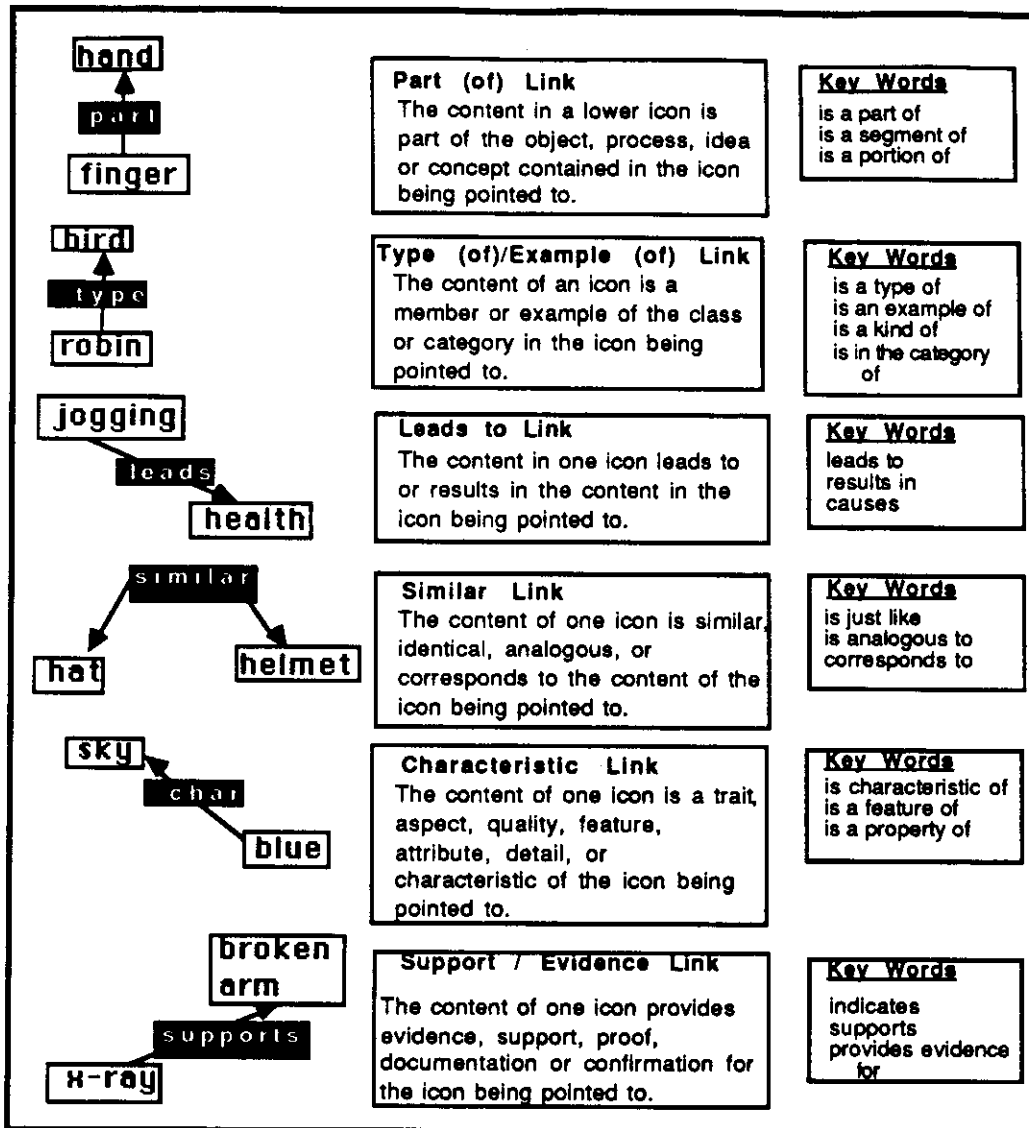 hand
part
finger
Part (of) Link
The content in a lower icon is
part of the object, process, idea
or concept contained in the icon
being pointed to.
Key Words
is a part of
is a segment of
is a portion of
bird
type
robin
Type (of)/Example (of) Link
The content of an icon is a
member or example of the class
or category in the icon being
pointed to.
Key Words
is a type of
is an example of
is a kind of
is in the category
of
jogging
leads
health
Leads to Link
The content in one icon leads to
or results in the content in the
icon being pointed to.
Key Words
leads to
results in
causes
similar
hat
helmet
Similar Link
The content of one icon is similar,
identical, analogous, or
corresponds to the content of the
icon being pointed to.
Key Words
is just like
is analogous to
corresponds to
sky
char
blue
Characteristic Link
The content of one icon is a trait,
aspect, quality, feature,
attribute, detail, or
characteristic of the icon being
pointed to.
Key Words
is characteristic of
is a feature of
is a property of
broken
arm
supports
x-ray
Support / Evidence Link
The content of one icon provides
evidence, support, proof,
documentation or confirmation for
the icon being pointed to.
Key Words
indicates
supports
provides evidence
for